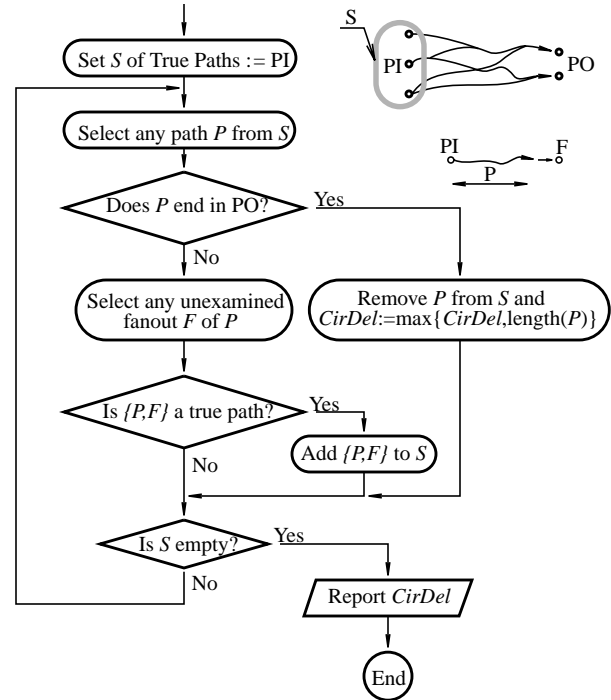 Set S of True Paths := PI
S
PI
PO
Select any path P from S
PI
F
P
Does P end in PO?
Yes
No
Select any unexamined
fanout F of P
Remove P from S and
CirDel:=max{CirDel,length(P)}
Is {P,F} a true path?
Yes
Add {P,F} to S
No
Is S empty?
Yes
No
Report CirDel
End